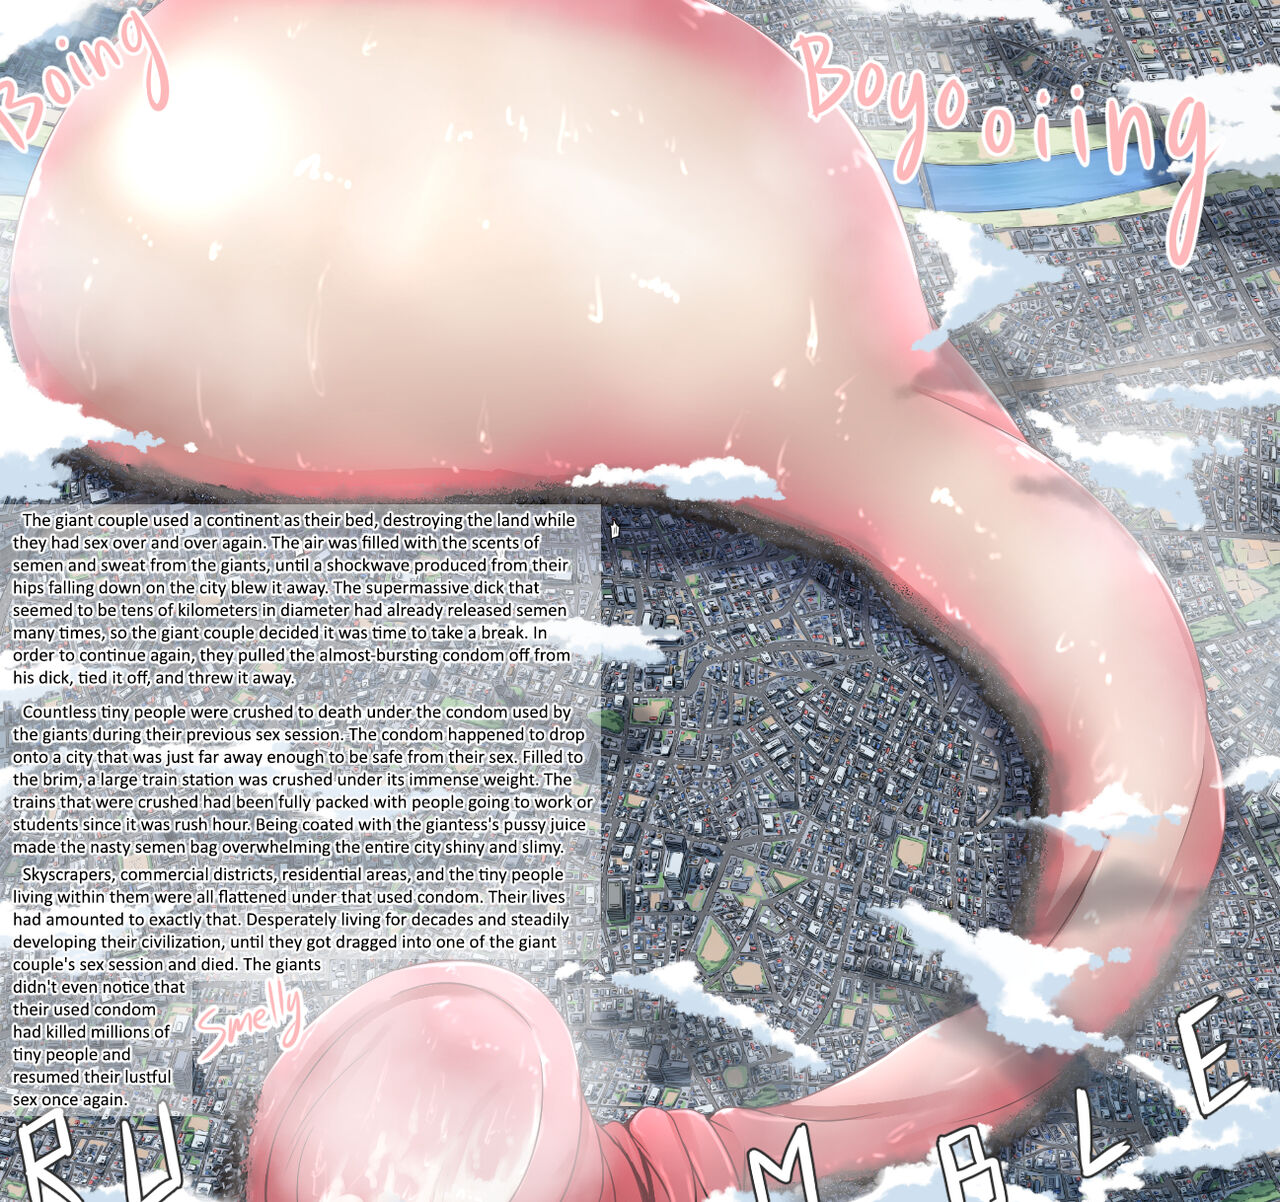 Boing
Boyooiing
The giant couple used a continent as their bed, destroying the land while
they had sex over and over again. The air was filled with the scents of
semen and sweat from the giants, until a shockwave produced from their
hips falling down on the city blew it away. The supermassive dick that
seemed to be tens of kilometers in diameter had already released semen
many times, so the giant couple decided it was time to take a break. In
order to continue again, they pulled the almost-bursting condom off from
his dick, tied it off, and threw it away.
Countless tiny people were crushed to death under the condom used by
the giants during their previous sex session. The condom happened to drop
onto a city that was just far away enough to be safe from their sex. Filled to
the brim, a large train station was crushed under its immense weight. The
trains that were crushed had been fully packed with people going to work or
students since it was rush hour. Being coated with the giantess's pussy juice
made the nasty semen bag overwhelming the entire city shiny and slimy.
Skyscrapers, commercial districts, residential areas, and the tiny people
living within them were all flattened under that used condom. Their lives
had amounted to exactly that. Desperately living for decades and steadily
developing their civilization, until they got dragged into one of the giant
couple's sex session and died. The giants
didn't even notice that
their used condom
had killed millions of
tiny people and
resumed their lustful
sex once again.
Smelly
RUMBLE